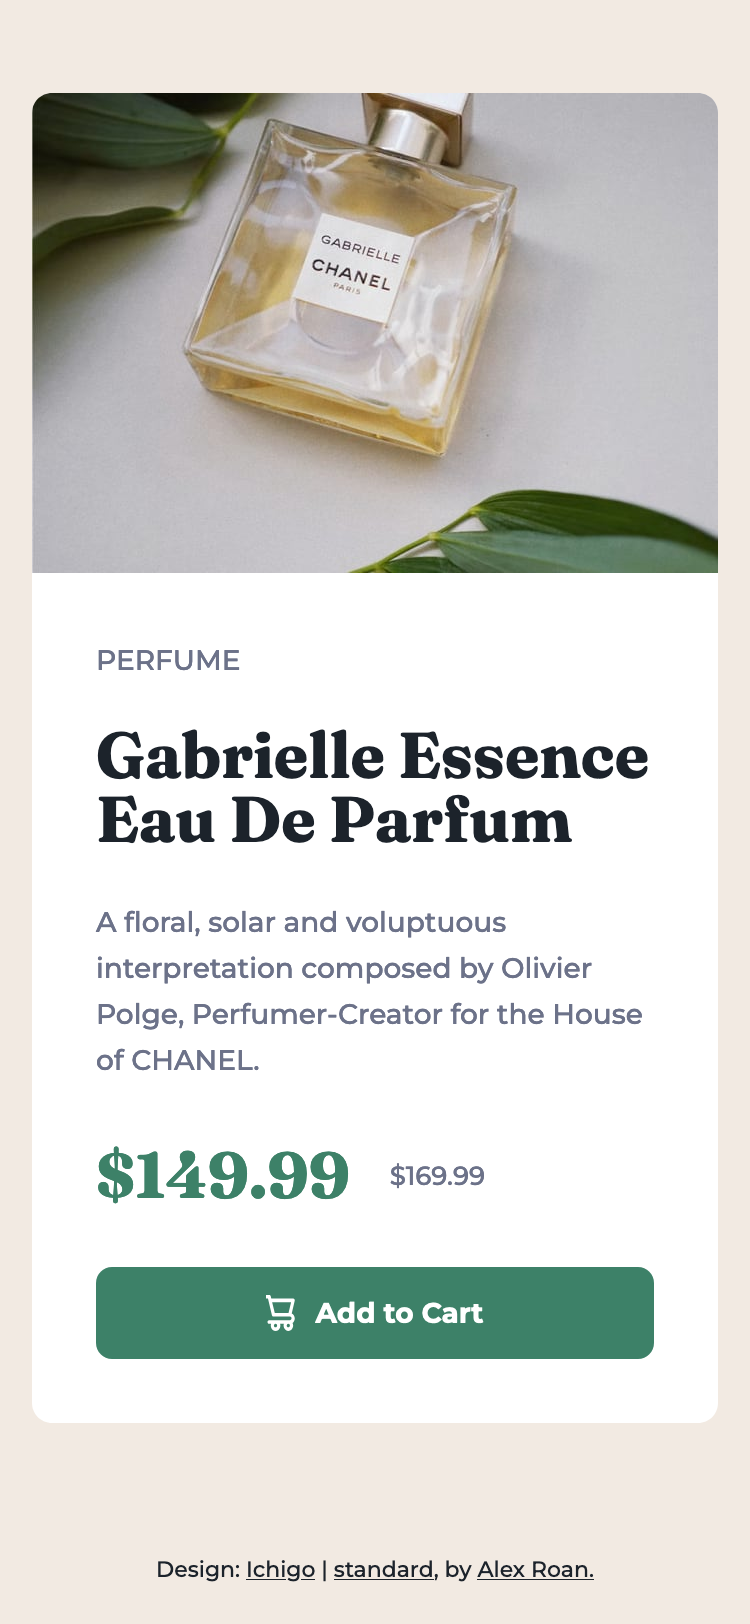 GABRIELLE
CHANEL
PARIS
PERFUME
Gabrielle Essence
Eau De Parfum
A floral, solar and voluptuous
interpretation composed by Olivier
Polge, Perfumer-Creator for the House
of CHANEL.
$149.99 $169.99
Add to Cart
Design: Ichigo | standard, by Alex Roan.